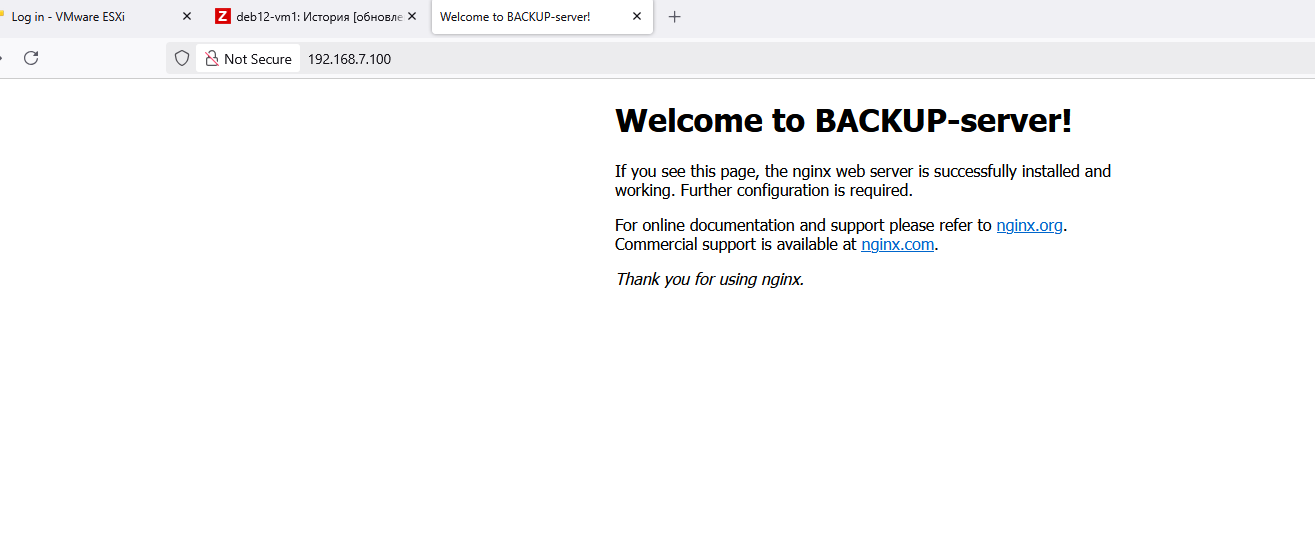 Log in - VMware ESXi
Z deb12-vm1: История [обновле
Welcome to BACKUP-server!
Not Secure 192.168.7.100
Welcome to BACKUP-server!
If you see this page, the nginx web server is successfully installed and
working. Further configuration is required.
For online documentation and support please refer to nginx.org.
Commercial support is available at nginx.com.
Thank you for using nginx.